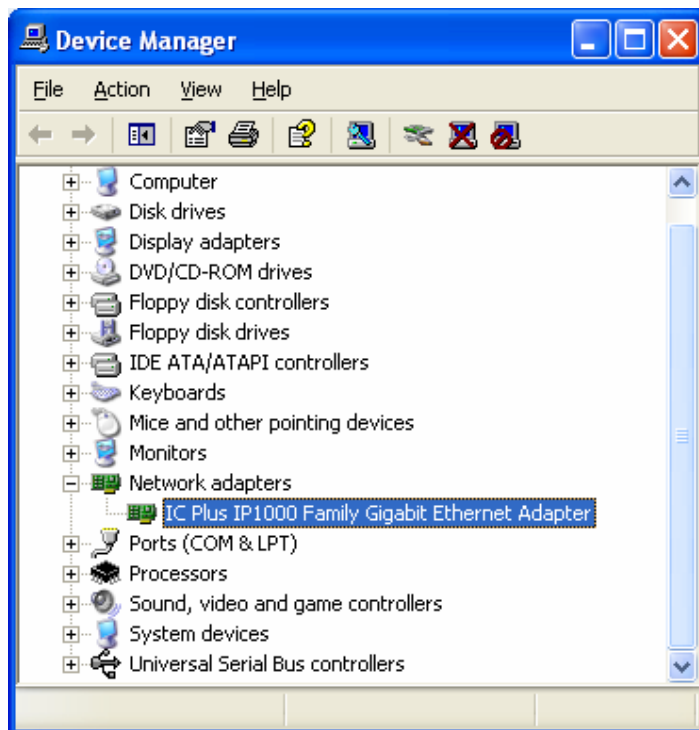 Device Manager
File Action View Help
Computer
Disk drives
Display adapters
DVD/CD-ROM drives
Floppy disk controllers
Floppy disk drives
IDE ATA/ATAPI controllers
Keyboards
Mice and other pointing devices
Monitors
Network adapters
IC Plus IP1000 Family Gigabit Ethernet Adapter
Ports (COM & LPT)
Processors
Sound, video and game controllers
System devices
Universal Serial Bus controllers